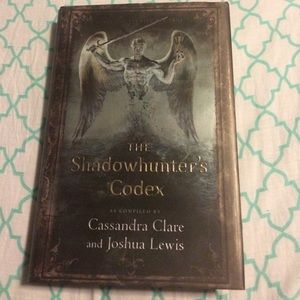 THE
Shadowhunter's
Codex
AS COMPILED BY
Cassandra Clare
and Joshua Lewis